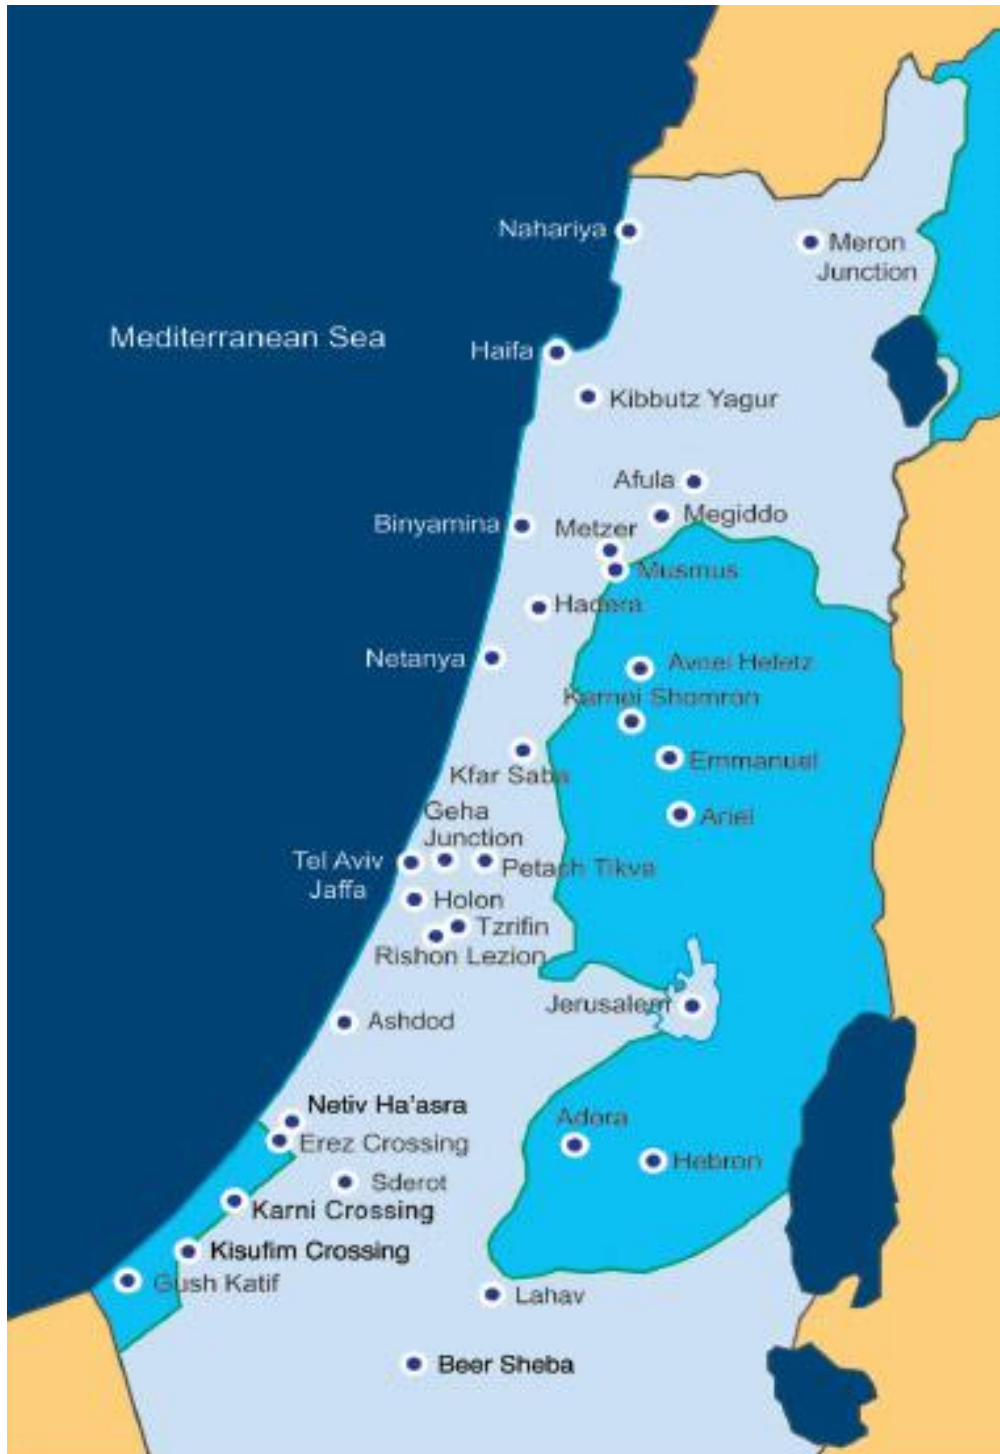 Nahariya
Meron
Junction
Mediterranean Sea
Haifa
Kibbutz Yagur
Afula
Megiddo
Binyamina
Metzer
Musmus
Hadera
Netanya
Avnei Hefetz
Karnei Shomron
Emmanuel
Kfar Saba
Geha
Junction
Ariel
Tel Aviv
Jaffa
Petach Tikva
Holon
Tzrifin
Rishon Lezion
Jerusalem
Ashdod
Netiv Ha'asra
Adora
Erez Crossing
Hebron
Sderot
Karni Crossing
Kisufim Crossing
Gush Katif
Lahav
Beer Sheba